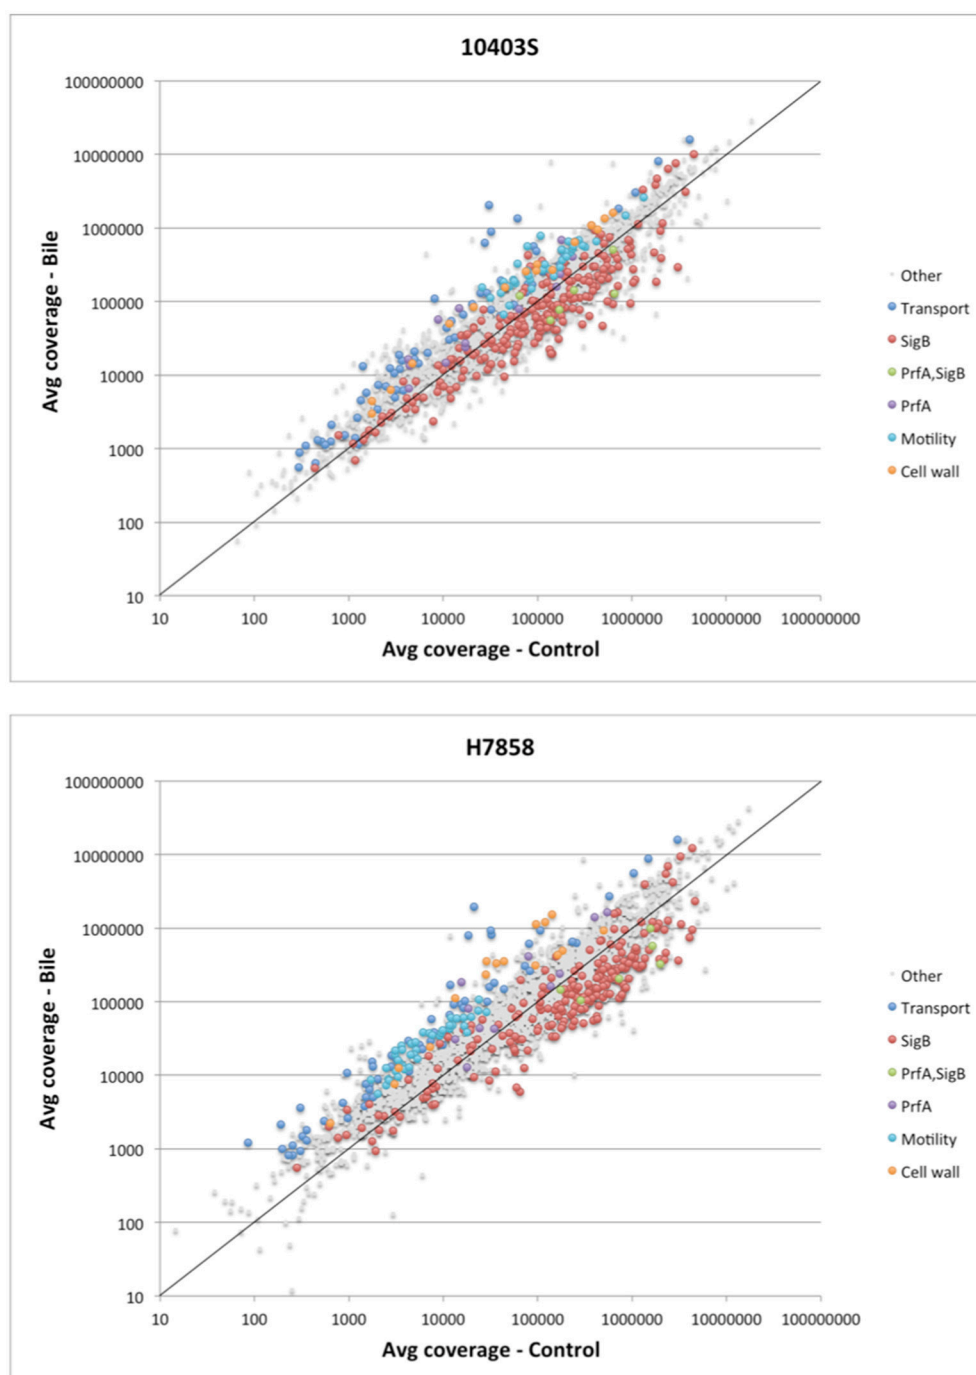 10403S
100000000
10000000
1000000
100000
10000
1000
100
10
Avg coverage - Bile
10 100 1000 10000 100000 1000000 10000000 100000000
Avg coverage - Control
Other
Transport
SigB
PrfA,SigB
PrfA
Motility
Cell wall
H7858
100000000
10000000
1000000
100000
10000
1000
100
10
Avg coverage - Bile
10 100 1000 10000 100000 1000000 10000000 100000000
Avg coverage - Control
Other
Transport
SigB
PrfA,SigB
PrfA
Motility
Cell wall